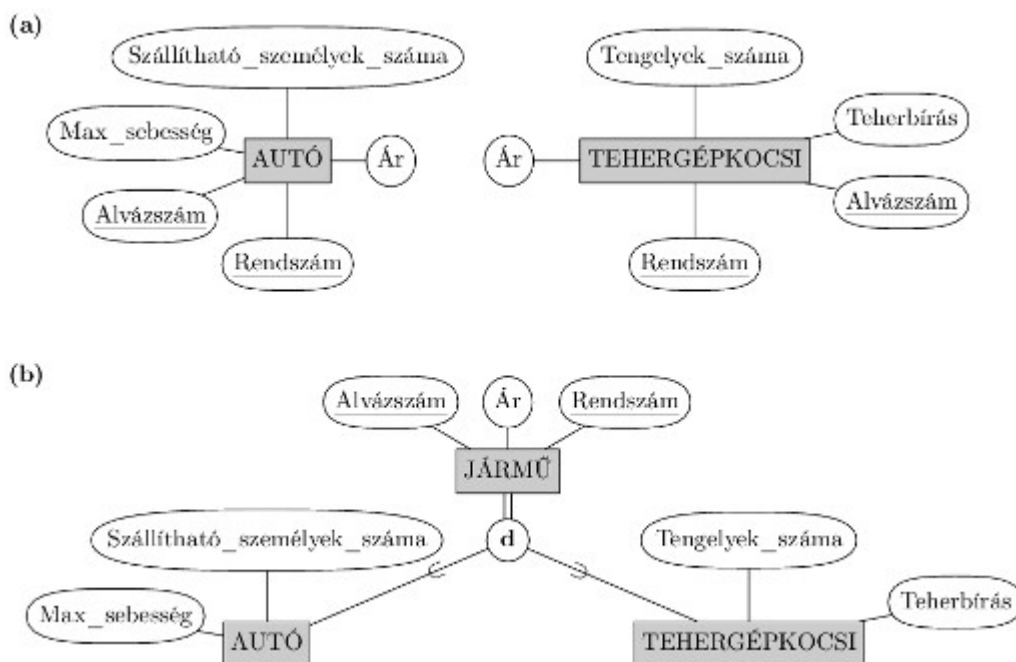 (a)
Szállítható_személyek_száma
Tengelyek_száma
Max_sebesség
Teherbírás
AUTÓ
Ár
Ár
TEHERGÉPKOCSI
Alvázszám
Alvázszám
Rendszám
Rendszám
(b)
Alvázszám
Ár
Rendszám
JÁRMŰ
Szállítható_személyek_száma
d
Tengelyek_száma
Max_sebesség
Teherbírás
AUTÓ
TEHERGÉPKOCSI